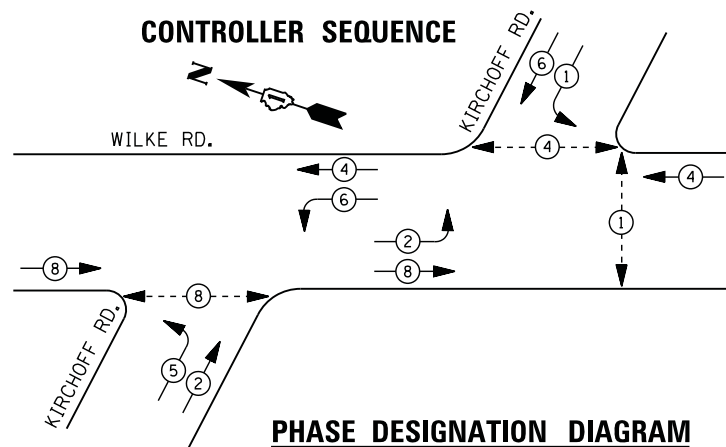 CONTROLLER SEQUENCE
KIRCHOFF RD.
6
1
N
1
WILKE RD.
4
4
4
6
2
1
8
8
8
KIRCHOFF RD.
5
2
PHASE DESIGNATION DIAGRAM